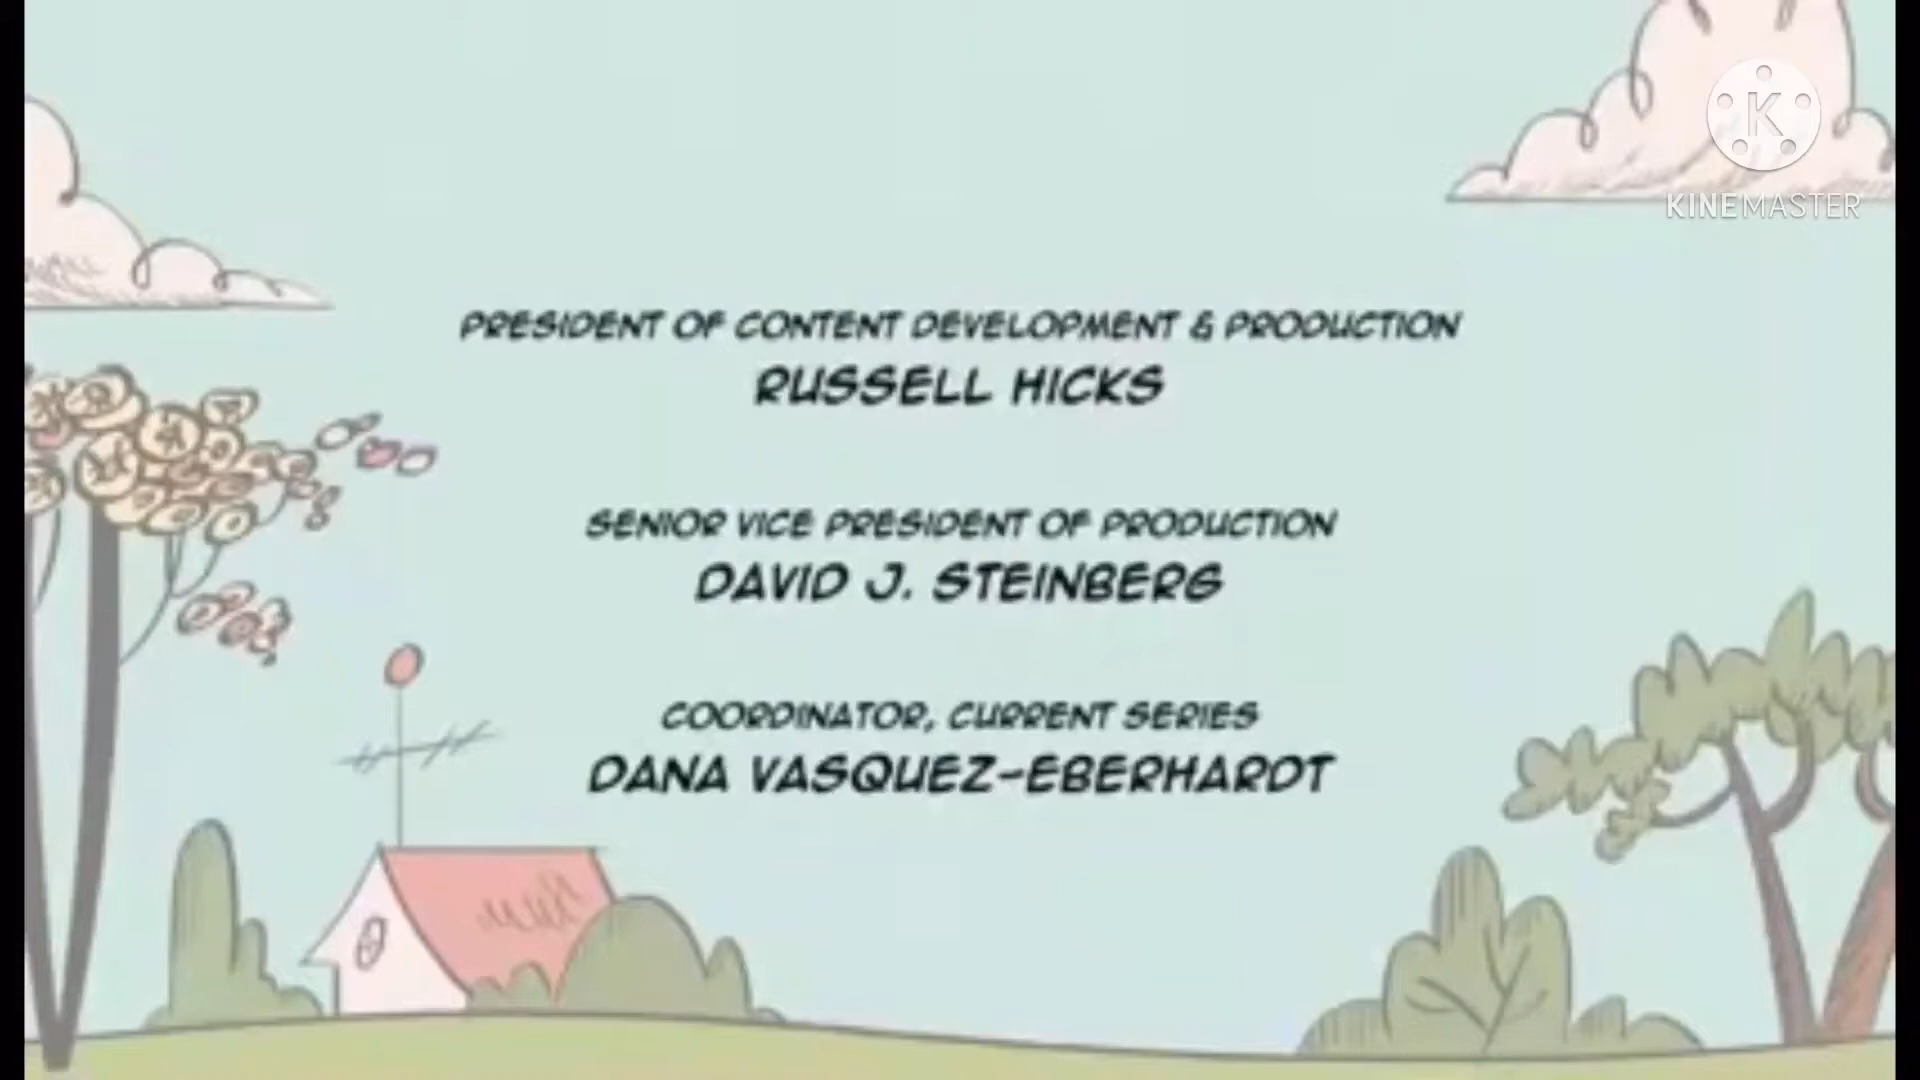 K
KINEMASTER
PRESIDENT OF CONTENT DEVELOPMENT & PRODUCTION
RUSSELL HICKS
SENIOR VICE PRESIDENT OF PRODUCTION
DAVID J. STEINBERG
COORDINATOR, CURRENT SERIES
DANA VASQUEZ-EBERHARDT